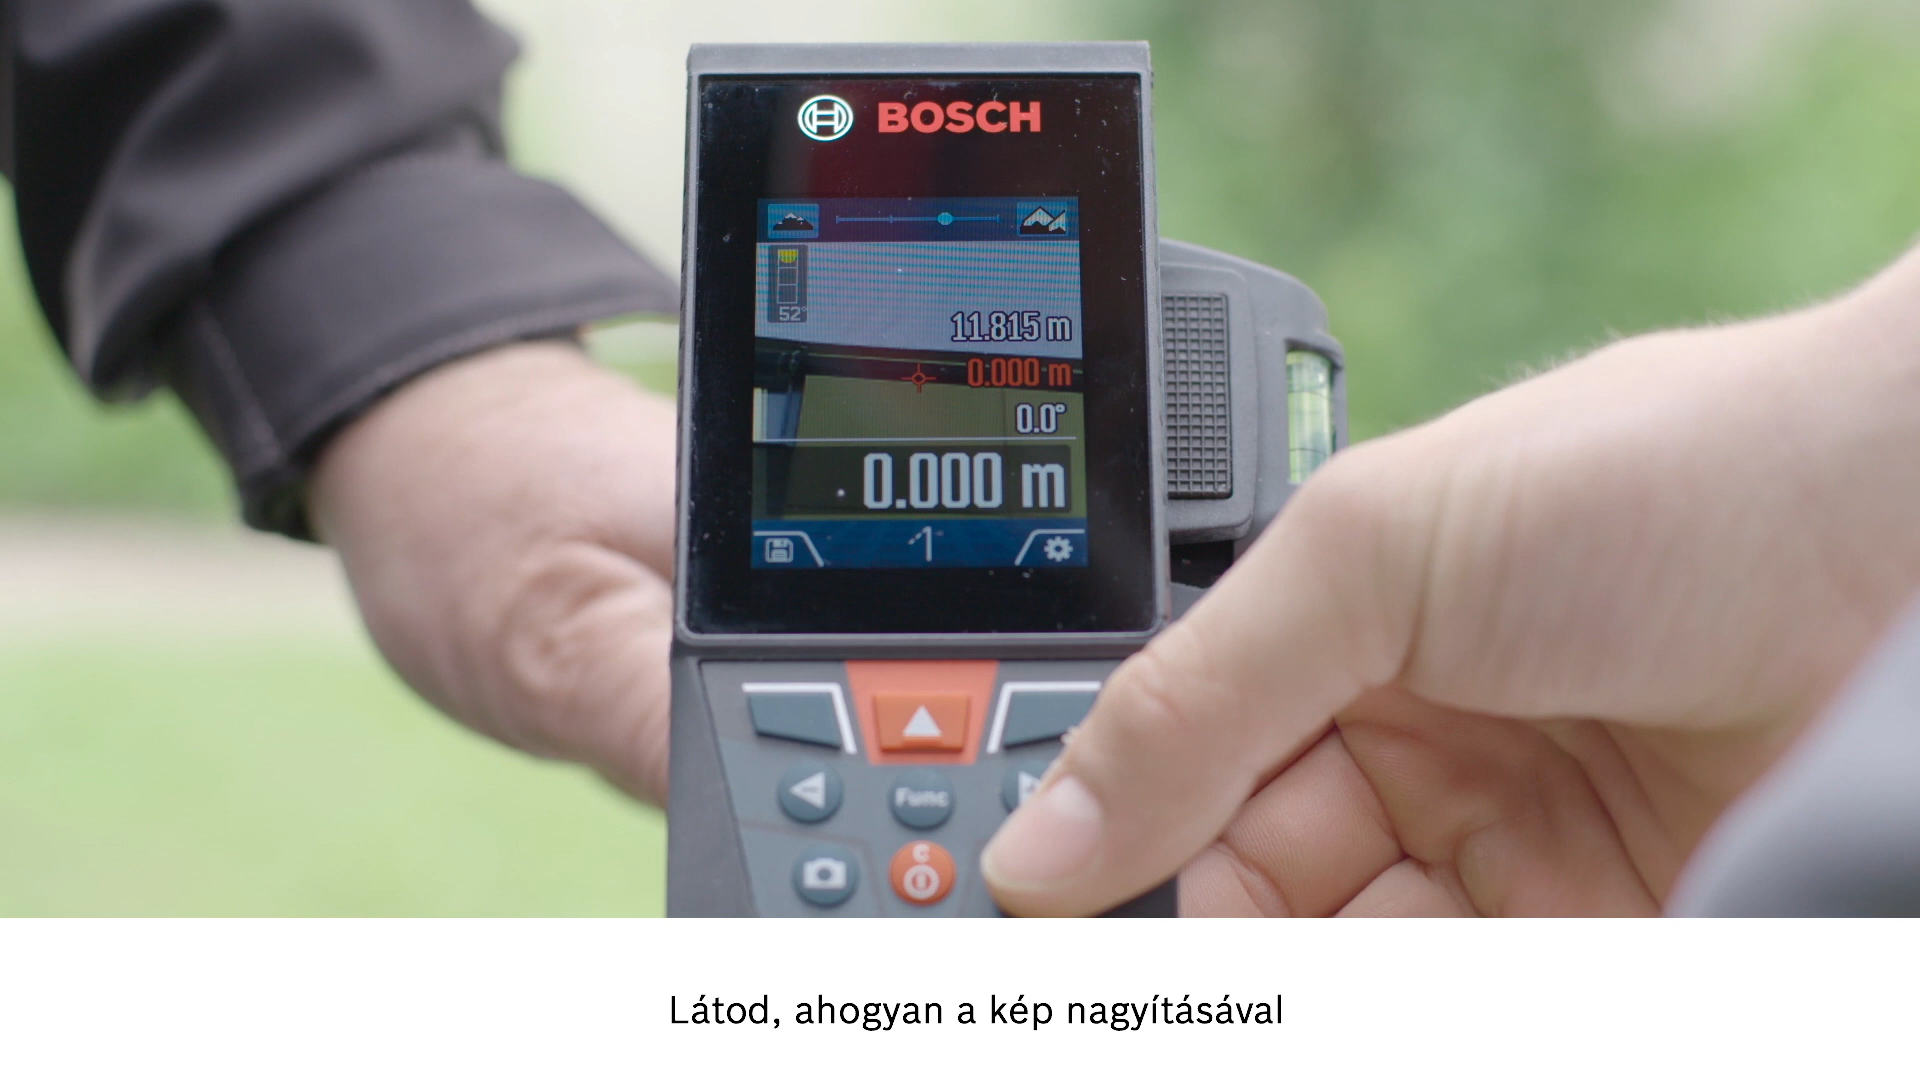 BOSCH
52°
11.815 m
0.000 m
0.0°
0.000 m
1
Func
C
Látod, ahogyan a kép nagyításával